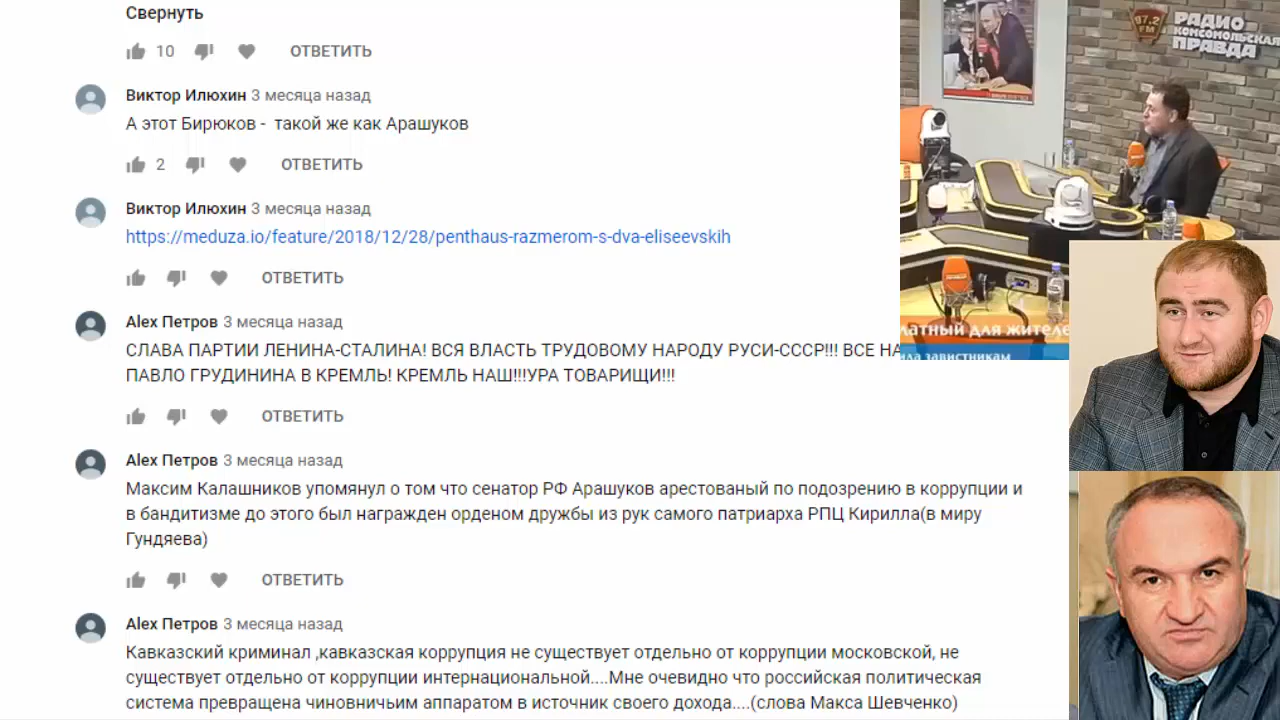 Свернуть
10 ОТВЕТИТЬ
Виктор Илюхин 3 месяца назад
А этот Бирюков - такой же как Арашуков
2 ОТВЕТИТЬ
Виктор Илюхин 3 месяца назад
https://meduza.io/feature/2018/12/28/penthaus-razmerom-s-dva-eliseevskih
ОТВЕТИТЬ
Alex Петров 3 месяца назад
СЛАВА ПАРТИИ ЛЕНИНА-СТАЛИНА! ВСЯ ВЛАСТЬ ТРУДОВОМУ НАРОДУ РУСИ-СССР!!! ВСЕ НА
ПАВЛО ГРУДИНИНА В КРЕМЛЬ! КРЕМЛЬ НАШ!!!УРА ТОВАРИЩИ!!!
ОТВЕТИТЬ
Alex Петров 3 месяца назад
Максим Калашников упомянул о том что сенатор РФ Арашуков арестованый по подозрению в коррупции и
в бандитизме до этого был награжден орденом дружбы из рук самого патриарха РПЦ Кирилла(в миру
Гундяева)
ОТВЕТИТЬ
Alex Петров 3 месяца назад
Кавказский криминал ,кавказская коррупция не существует отдельно от коррупции московской, не
существует отдельно от коррупции интернациональной....Мне очевидно что российская политическая
система превращена чиновничьим аппаратом в источник своего дохода....(слова Макса Шевченко)
97.2 FM
РАДИО
КОМСОМОЛЬСКАЯ
ПРАВДА
латный для жителе
ила завистникам